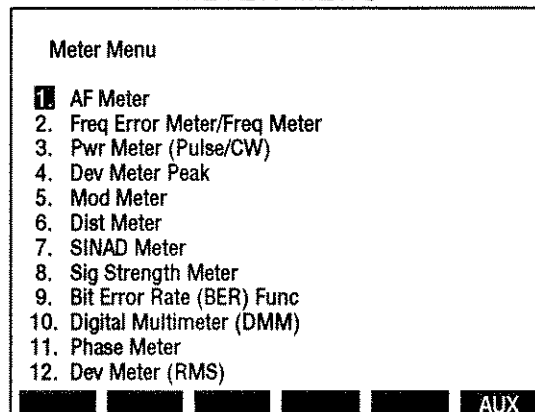 Meter Menu
1. AF Meter
2. Freq Error Meter/Freq Meter
3. Pwr Meter (Pulse/CW)
4. Dev Meter Peak
5. Mod Meter
6. Dist Meter
7. SINAD Meter
8. Sig Strength Meter
9. Bit Error Rate (BER) Func
10. Digital Multimeter (DMM)
11. Phase Meter
12. Dev Meter (RMS)
AUX